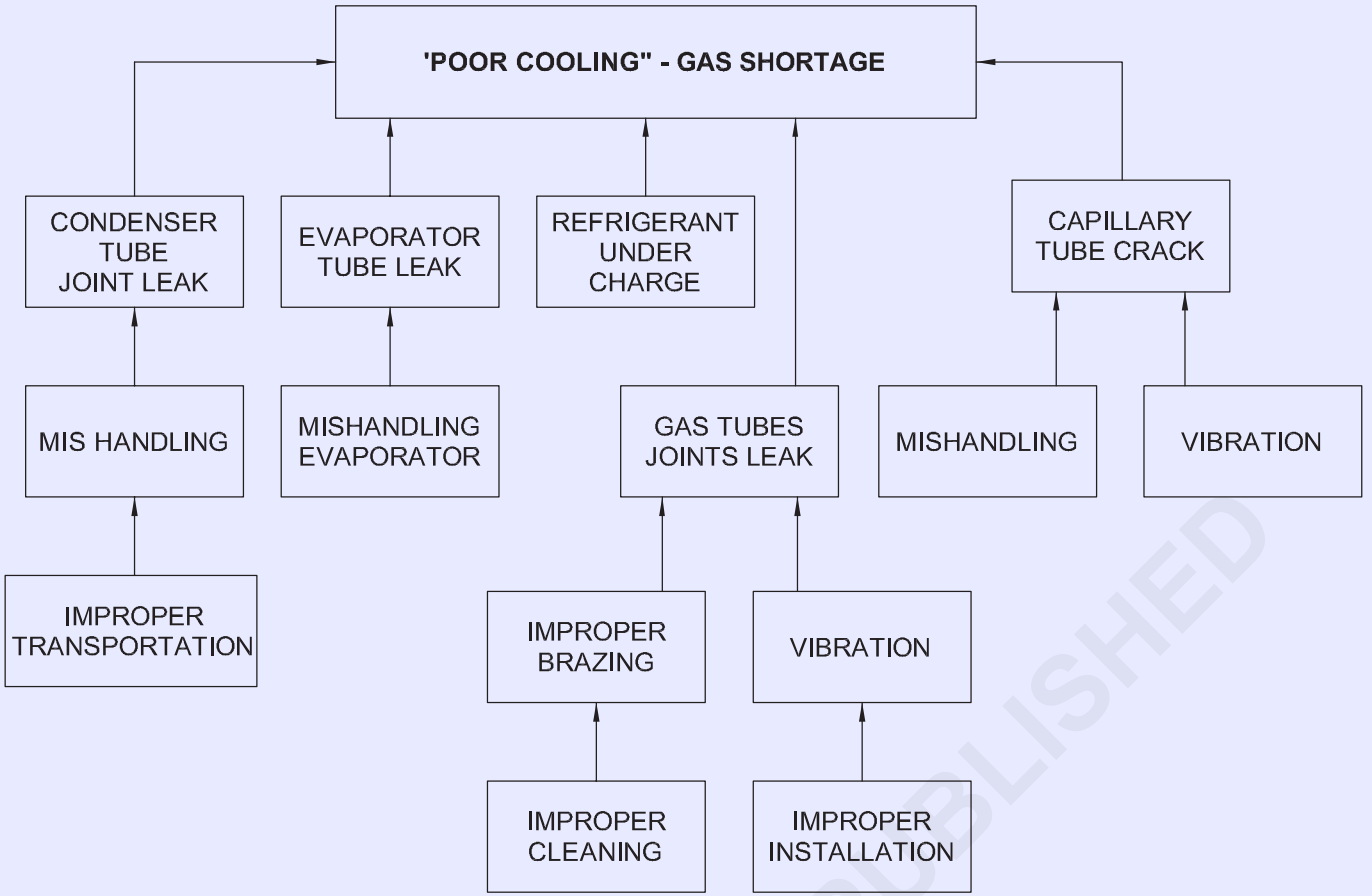 'POOR COOLING" - GAS SHORTAGE
CONDENSER
TUBE
JOINT LEAK
EVAPORATOR
TUBE LEAK
REFRIGERANT
UNDER
CHARGE
CAPILLARY
TUBE CRACK
MIS HANDLING
MISHANDLING
EVAPORATOR
GAS TUBES
JOINTS LEAK
MISHANDLING
VIBRATION
IMPROPER
TRANSPORTATION
IMPROPER
BRAZING
VIBRATION
IMPROPER
CLEANING
IMPROPER
INSTALLATION
PUBLISHED